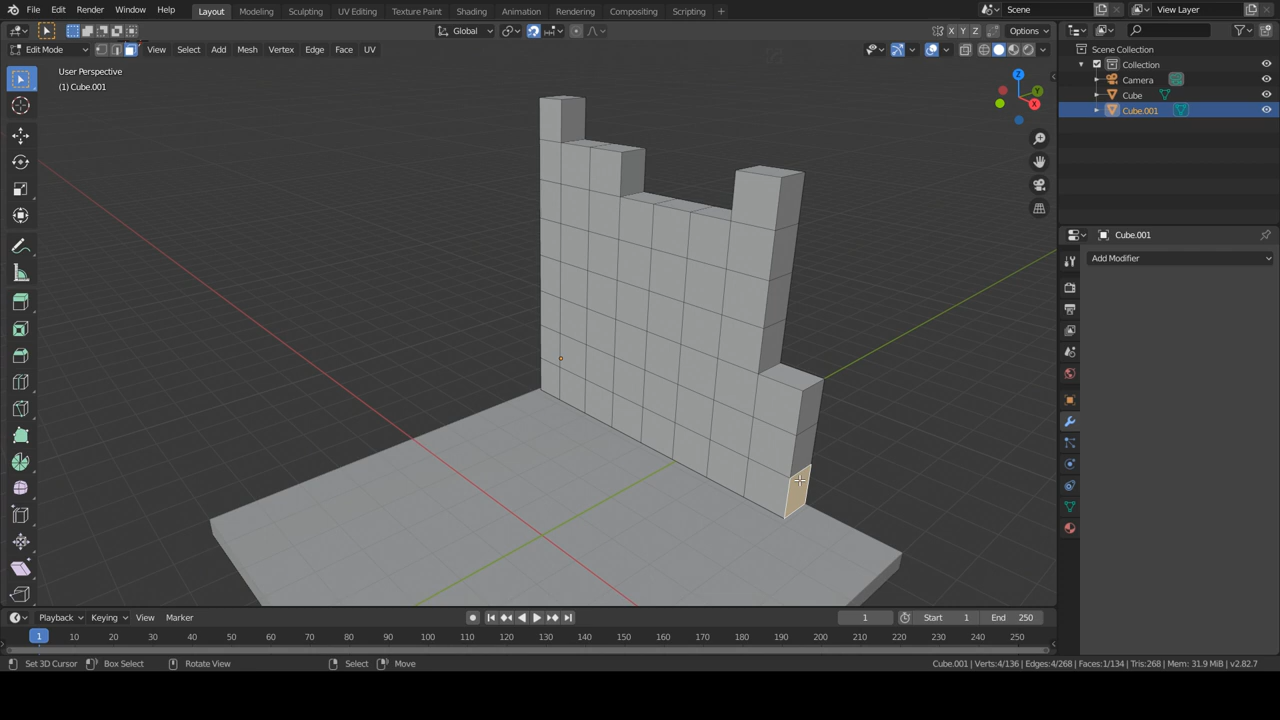 File Edit Render Window Help Layout Modeling Sculpting UV Editing Texture Paint Shading Animation Rendering Compositing Scripting Scene View Layer
Global X Y Z Options
Edit Mode View Select Add Mesh Vertex Edge Face UV
User Perspective
(1) Cube.001
Z
Y
X
Scene Collection
Collection
Camera
Cube
Cube.001
Cube.001
Add Modifier
Playback Keying View Marker 1 Start 1 End 250
1 10 20 30 40 50 60 70 80 90 100 110 120 130 140 150 160 170 180 190 200 210 220 230 240 250
Set 3D Cursor Box Select Rotate View Select Move Cube.001 | Verts:4/136 | Edges:4/268 | Faces:1/134 | Tris:268 | Mem: 31.9 MiB | v2.82.7